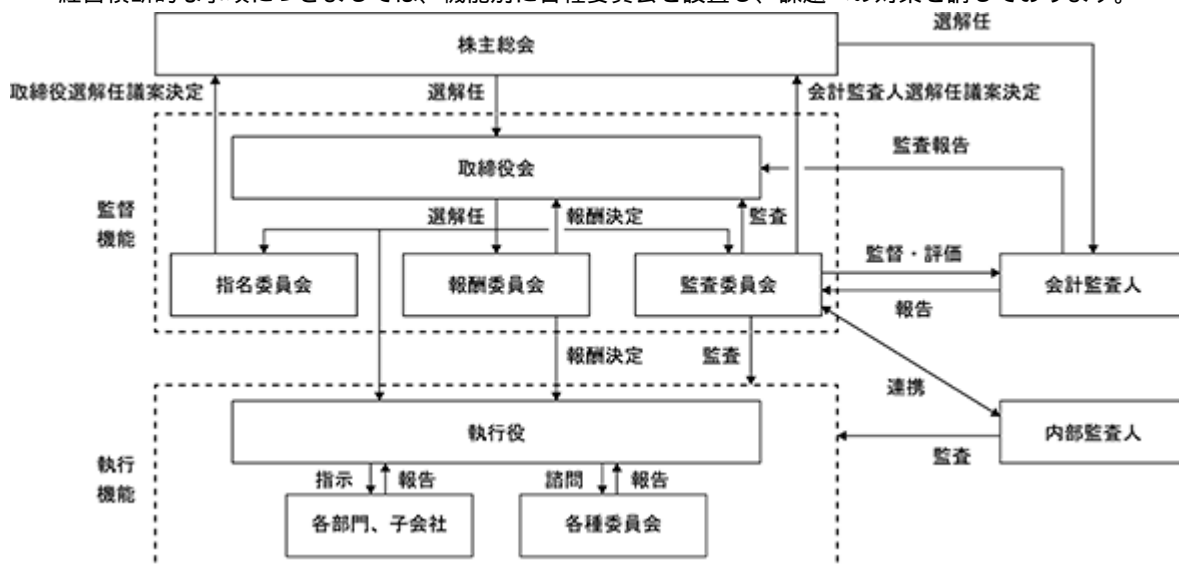 選解任
株主総会
取締役選解任議案決定
選解任
会計監査人選解任議案決定
監査報告
取締役会
監督
機能
選解任
報酬決定
監査
指名委員会
報酬委員会
監査委員会
監督・評価
会計監査人
報告
報酬決定
監査
連携
執行役
内部監査人
監査
執行
機能
指示
報告
諮問
報告
各部門、子会社
各種委員会